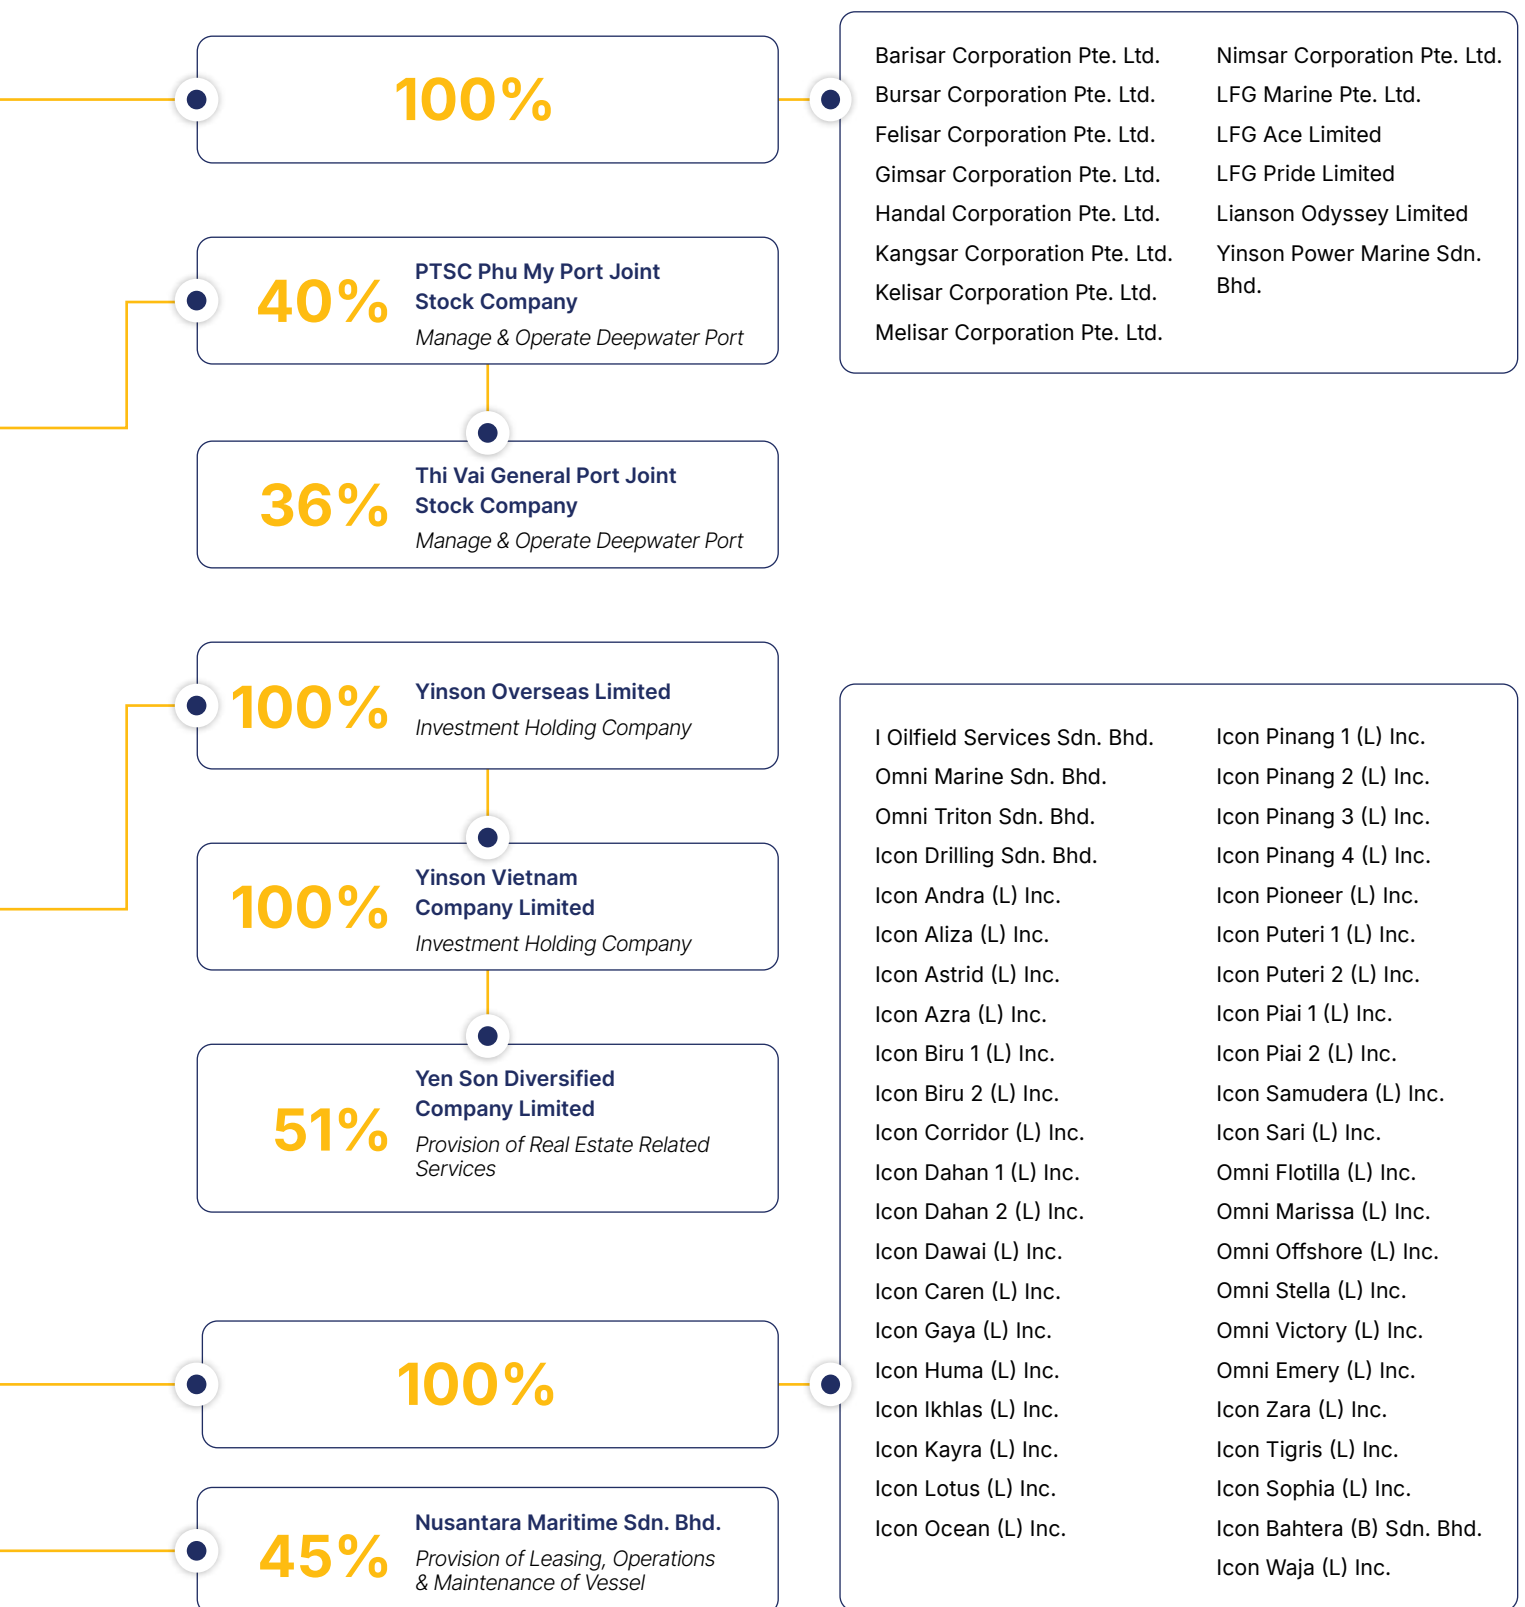 100%
Barisar Corporation Pte. Ltd.
Bursar Corporation Pte. Ltd.
Felisar Corporation Pte. Ltd.
Gimsar Corporation Pte. Ltd.
Handal Corporation Pte. Ltd.
Kangsar Corporation Pte. Ltd.
Kelisar Corporation Pte. Ltd.
Melisar Corporation Pte. Ltd.
Nimsar Corporation Pte. Ltd.
LFG Marine Pte. Ltd.
LFG Ace Limited
LFG Pride Limited
Lianson Odyssey Limited
Yinson Power Marine Sdn.
Bhd.
40%
PTSC Phu My Port Joint
Stock Company
Manage & Operate Deepwater Port
36%
Thi Vai General Port Joint
Stock Company
Manage & Operate Deepwater Port
100%
Yinson Overseas Limited
Investment Holding Company
100%
Yinson Vietnam
Company Limited
Investment Holding Company
51%
Yen Son Diversified
Company Limited
Provision of Real Estate Related
Services
100%
I Oilfield Services Sdn. Bhd.
Omni Marine Sdn. Bhd.
Omni Triton Sdn. Bhd.
Icon Drilling Sdn. Bhd.
Icon Andra (L) Inc.
Icon Aliza (L) Inc.
Icon Astrid (L) Inc.
Icon Azra (L) Inc.
Icon Biru 1 (L) Inc.
Icon Biru 2 (L) Inc.
Icon Corridor (L) Inc.
Icon Dahan 1 (L) Inc.
Icon Dahan 2 (L) Inc.
Icon Dawai (L) Inc.
Icon Caren (L) Inc.
Icon Gaya (L) Inc.
Icon Huma (L) Inc.
Icon Ikhlas (L) Inc.
Icon Kayra (L) Inc.
Icon Lotus (L) Inc.
Icon Ocean (L) Inc.
Icon Pinang 1 (L) Inc.
Icon Pinang 2 (L) Inc.
Icon Pinang 3 (L) Inc.
Icon Pinang 4 (L) Inc.
Icon Pioneer (L) Inc.
Icon Puteri 1 (L) Inc.
Icon Puteri 2 (L) Inc.
Icon Piai 1 (L) Inc.
Icon Piai 2 (L) Inc.
Icon Samudera (L) Inc.
Icon Sari (L) Inc.
Omni Flotilla (L) Inc.
Omni Marissa (L) Inc.
Omni Offshore (L) Inc.
Omni Stella (L) Inc.
Omni Victory (L) Inc.
Omni Emery (L) Inc.
Icon Zara (L) Inc.
Icon Tigris (L) Inc.
Icon Sophia (L) Inc.
Icon Bahtera (B) Sdn. Bhd.
Icon Waja (L) Inc.
45%
Nusantara Maritime Sdn. Bhd.
Provision of Leasing, Operations
& Maintenance of Vessel